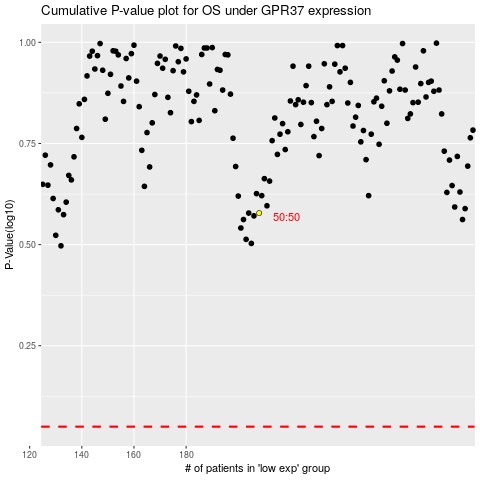 Cumulative P-value plot for OS under GPR37 expression
1.00
0.75
0.50
0.25
P-Value(log10)
50:50
120 140 160 180
# of patients in 'low exp' group